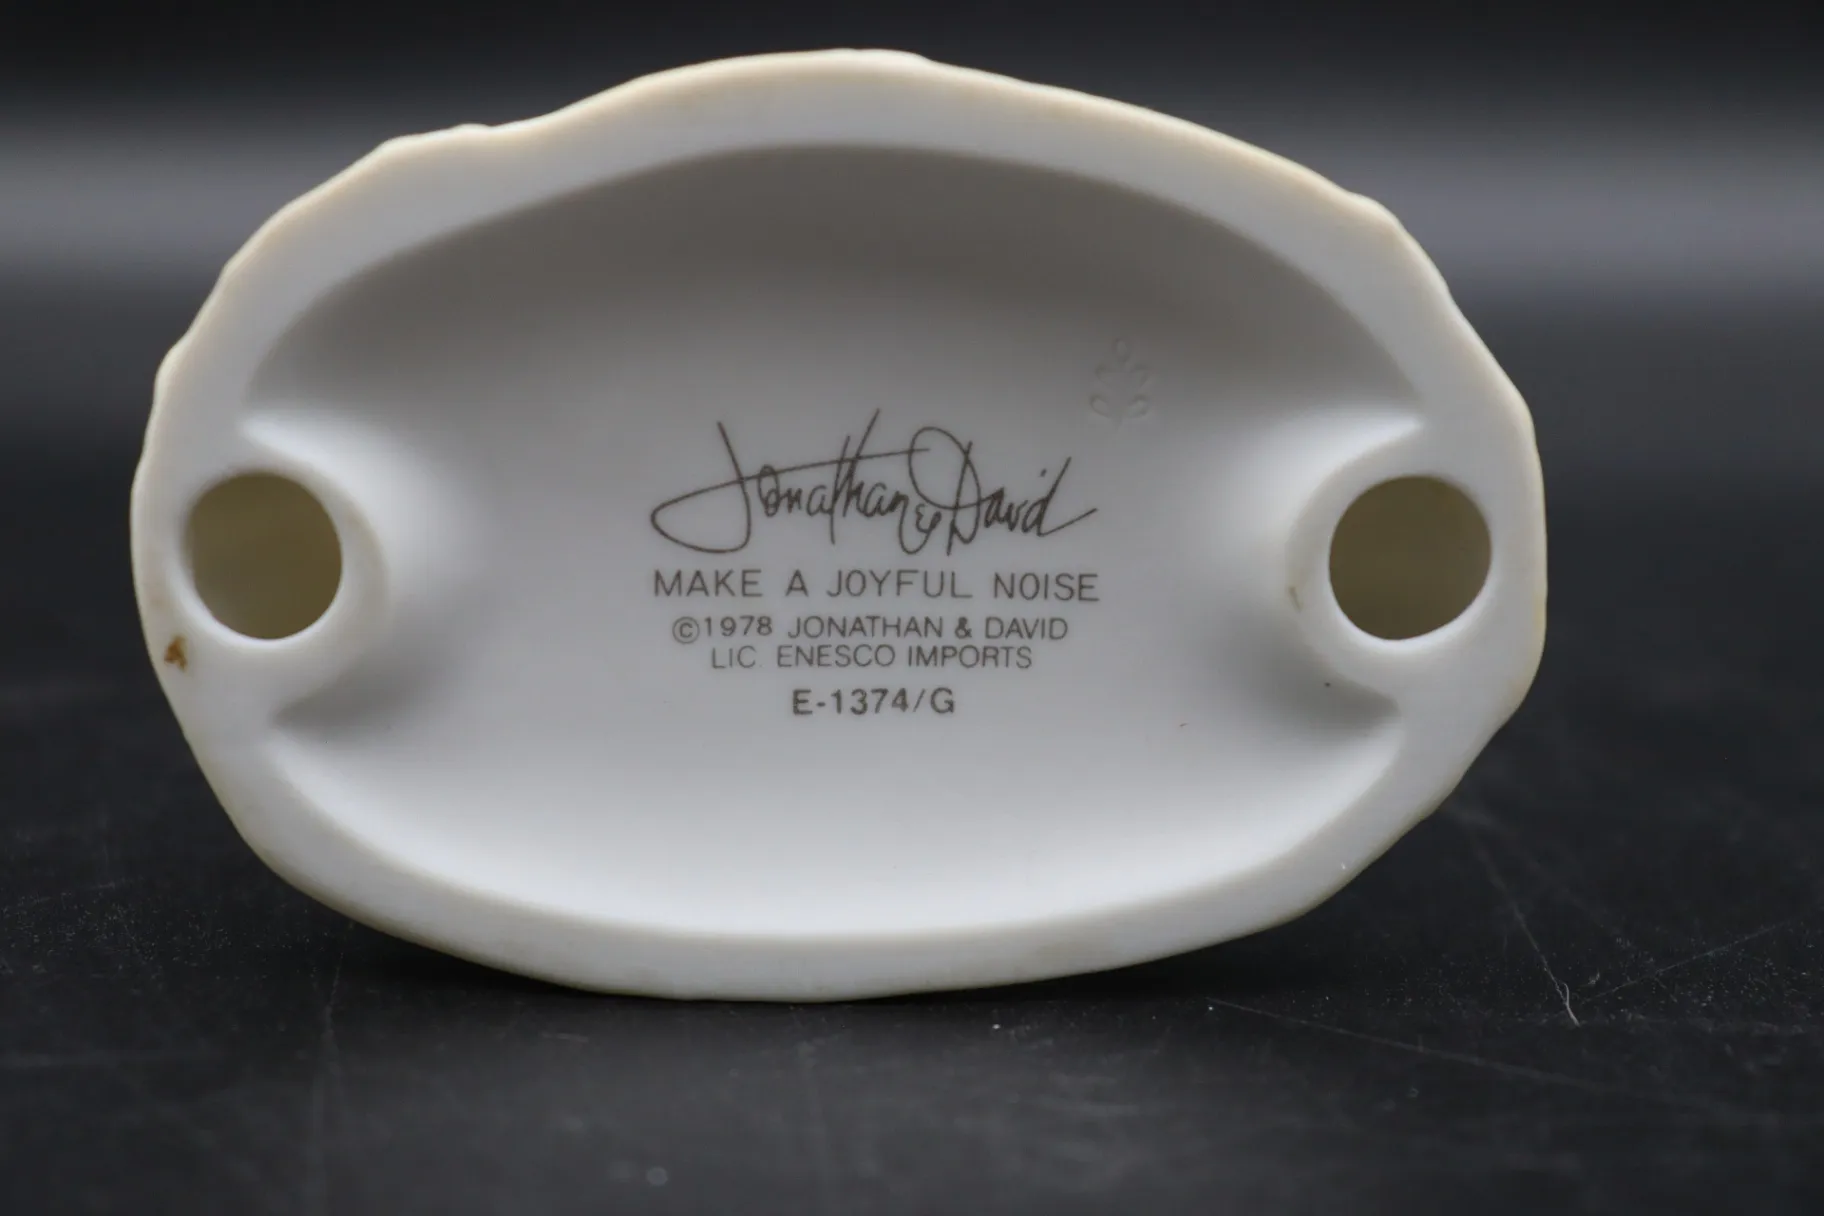 Jonathan & David
MAKE A JOYFUL NOISE
©1978 JONATHAN & DAVID
LIC. ENESCO IMPORTS
E-1374/G